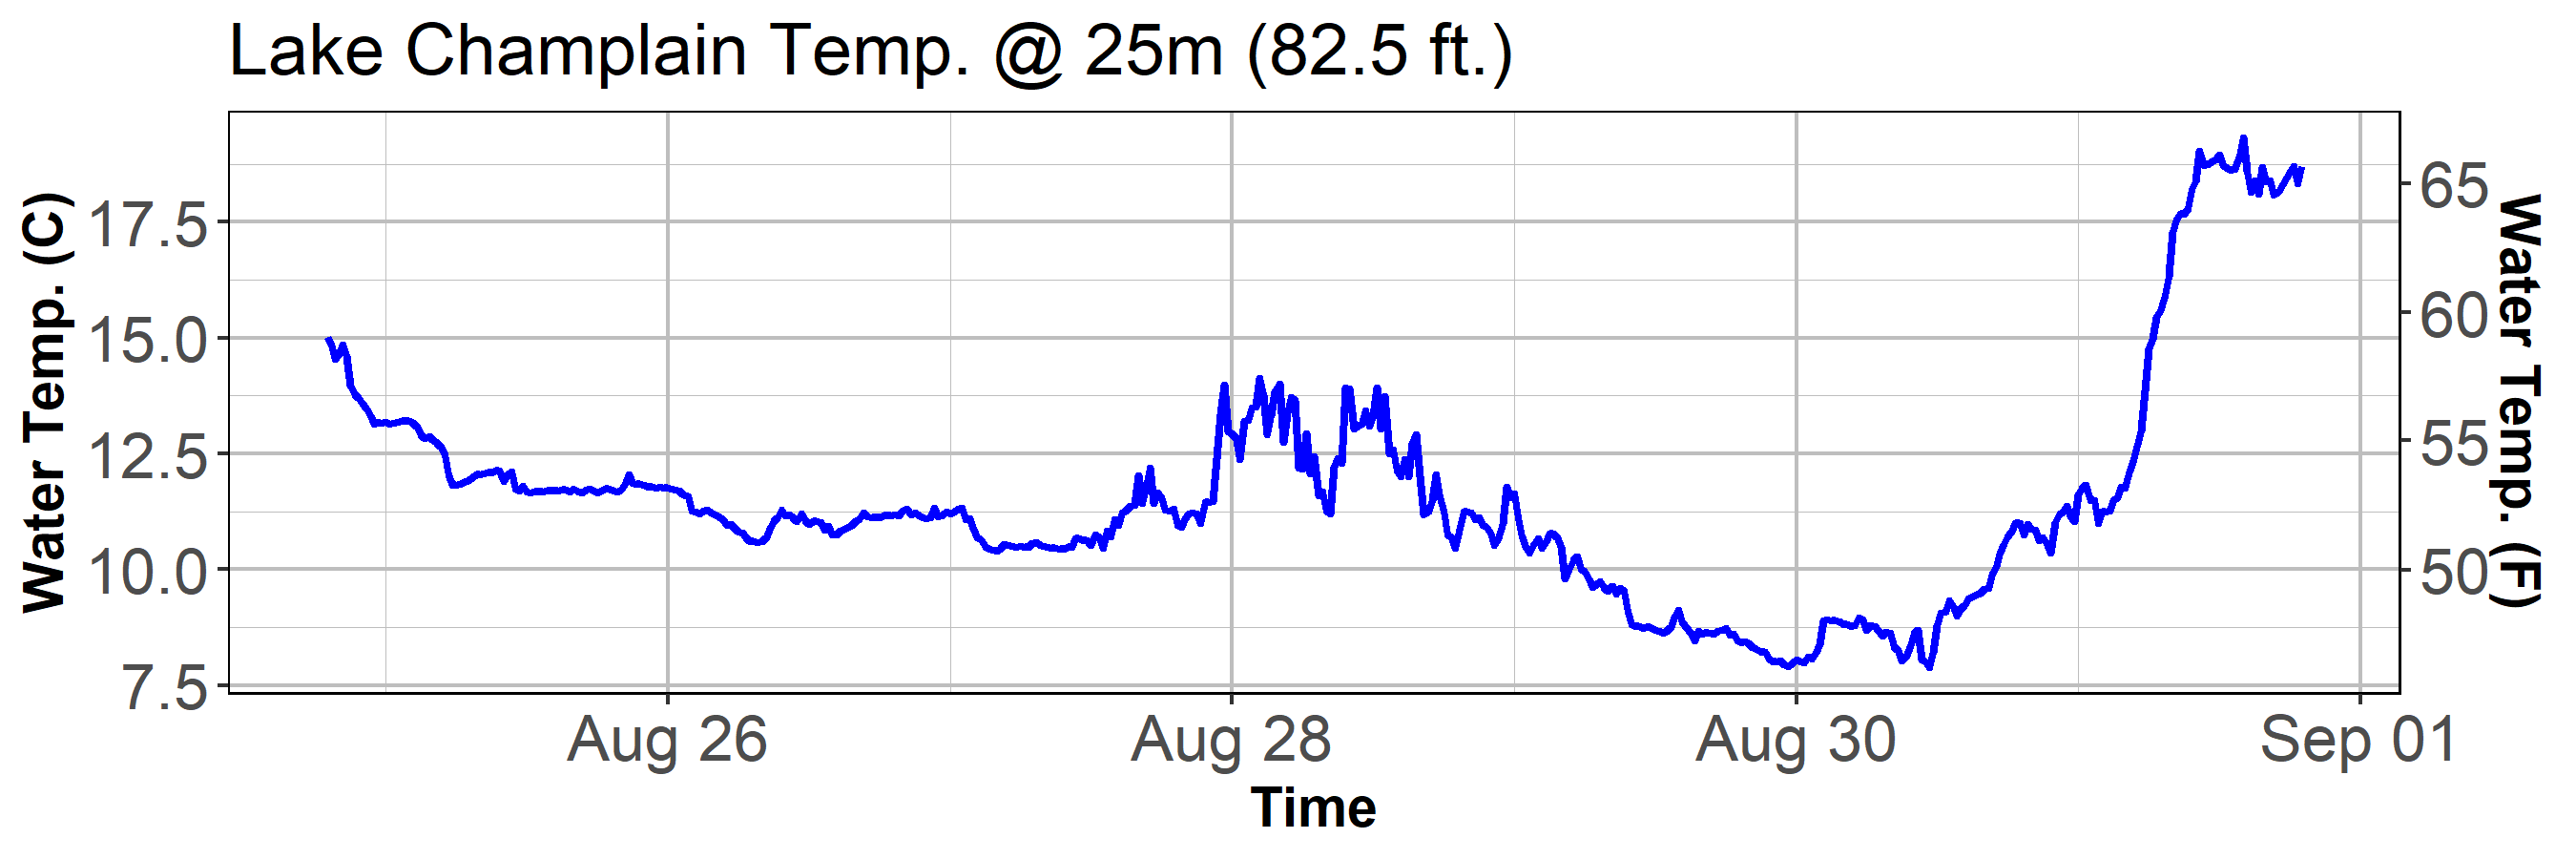 Lake Champlain Temp. @ 25m (82.5 ft.)
Water Temp. (C)
17.5
15.0
12.5
10.0
7.5
65
60
55
50
Water Temp. (F)
Aug 26
Aug 28
Aug 30
Sep 01
Time